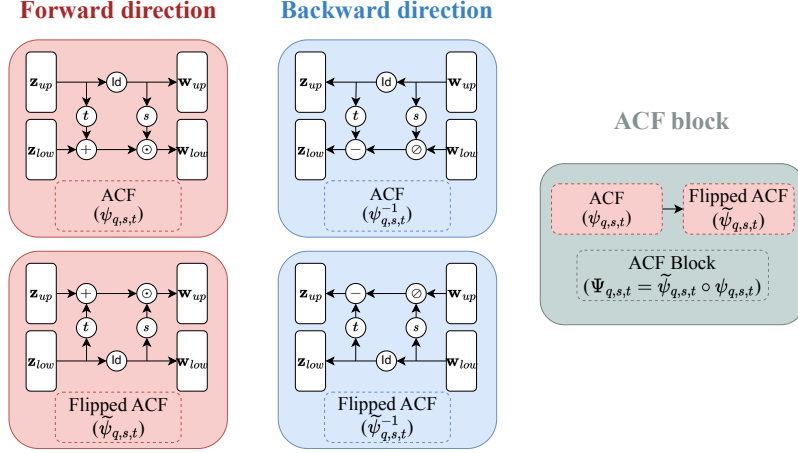 Forward direction
Backward direction
z_up
Id
w_up
t
s
z_low
+
⊙
w_low
ACF
(ψ_{q,s,t})
z_up
Id
w_up
t
s
z_low
−
⊘
w_low
ACF
(ψ^{-1}_{q,s,t})
z_up
+
⊙
w_up
t
s
z_low
Id
w_low
Flipped ACF
(ψ̃_{q,s,t})
z_up
−
⊘
w_up
t
s
z_low
Id
w_low
Flipped ACF
(ψ̃^{-1}_{q,s,t})
ACF block
ACF
(ψ_{q,s,t})
Flipped ACF
(ψ̃_{q,s,t})
ACF Block
(Ψ_{q,s,t} = ψ̃_{q,s,t} ∘ ψ_{q,s,t})